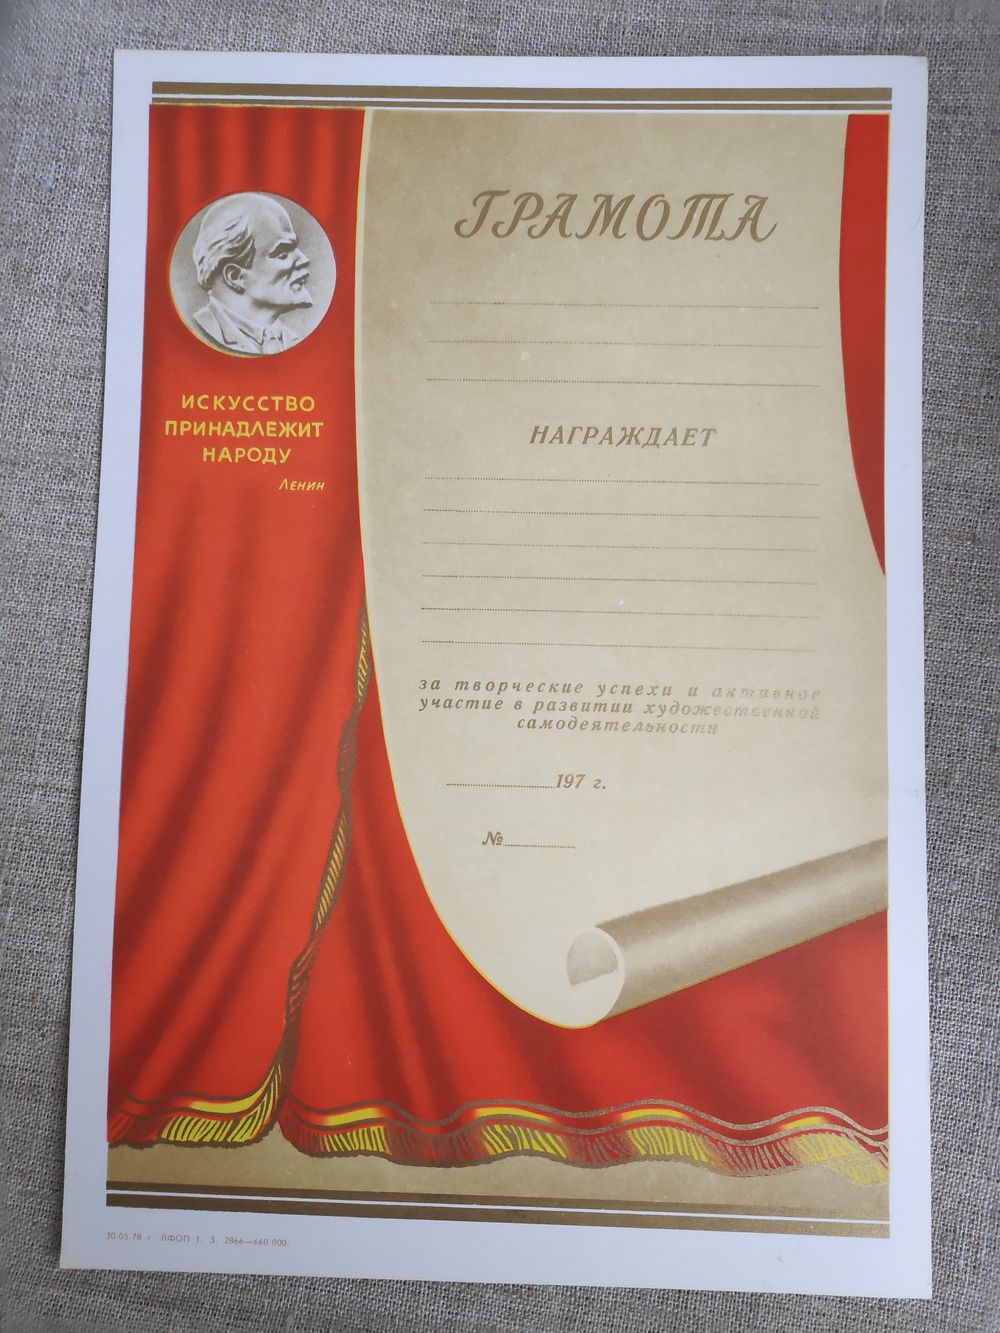 ГРАМОТА
ИСКУССТВО
ПРИНАДЛЕЖИТ
НАРОДУ
Ленин
НАГРАЖДАЕТ
за творческие успехи и активное
участие в развитии художественной
самодеятельности
197 г.
№
30.05.78 г. ЛФОП 1. З. 2866—660 000.